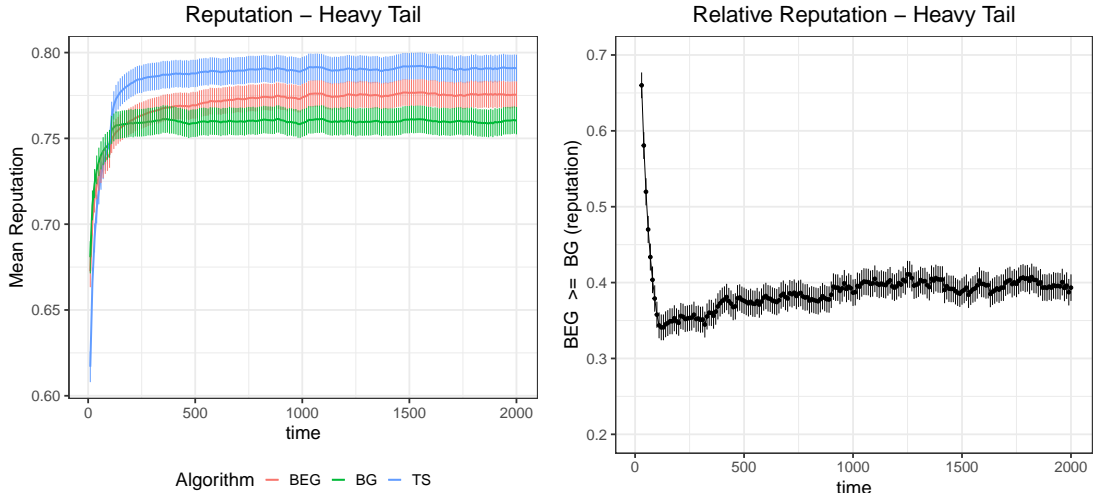 Reputation − Heavy Tail
Mean Reputation
0.80
0.75
0.70
0.65
0.60
0 500 1000 1500 2000
time
Algorithm BEG BG TS
Relative Reputation − Heavy Tail
BEG >= BG (reputation)
0.7
0.6
0.5
0.4
0.3
0.2
0 500 1000 1500 2000
time